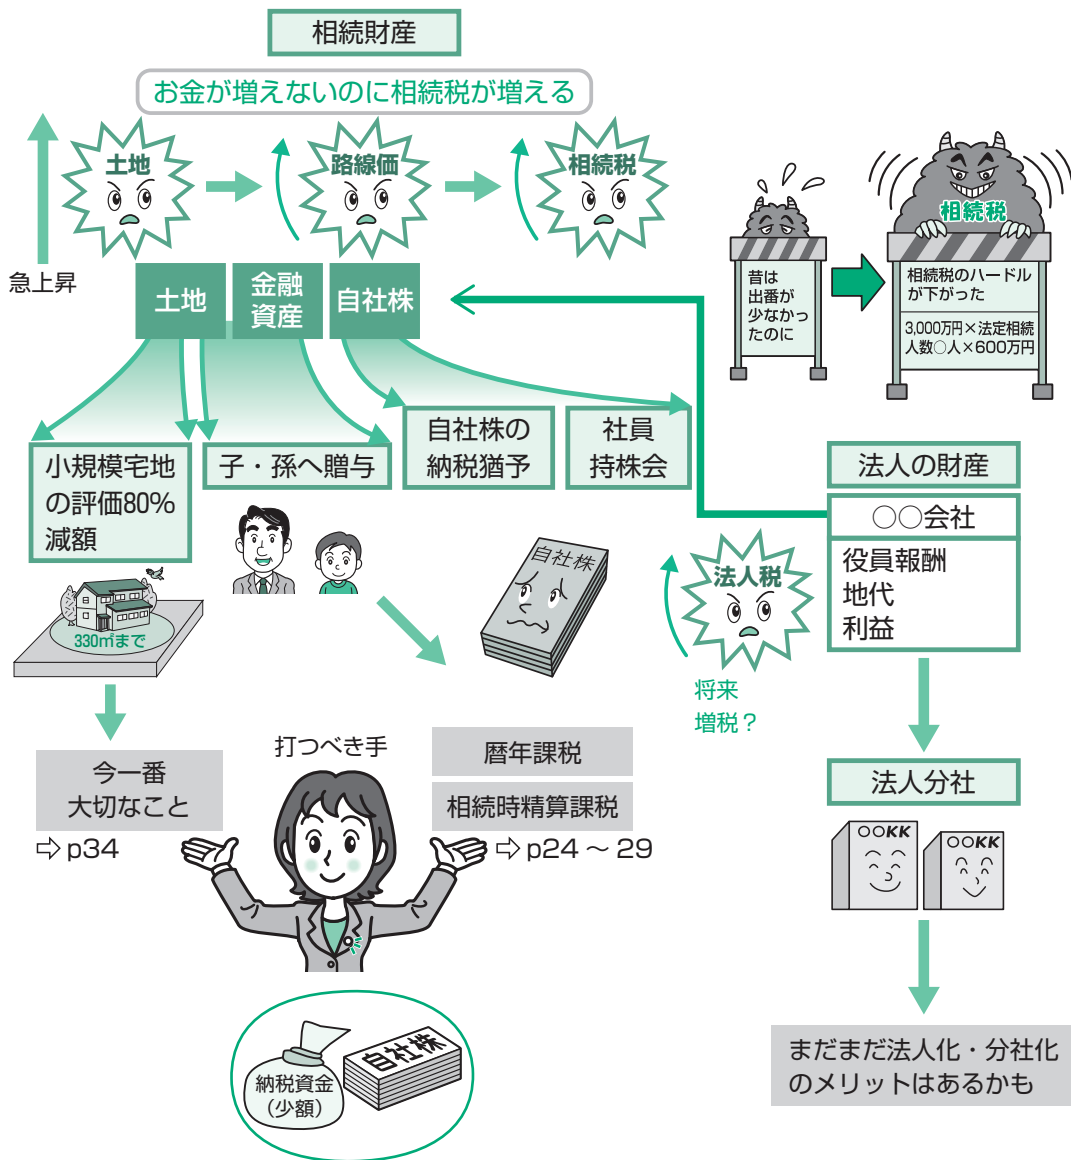 相続財産
お金が増えないのに相続税が増える
土地
路線価
相続税
急上昇
土地
金融
資産
自社株
相続税
昔は
出番が
少なかっ
たのに
相続税のハードル
が下がった
3,000万円×法定相続
人数○人×600万円
小規模宅地
の評価80%
減額
子・孫へ贈与
自社株の
納税猶予
社員
持株会
法人の財産
○○会社
役員報酬
地代
利益
自社株
法人税
将来
増税？
330㎡まで
今一番
大切なこと
⇨ p34
打つべき手
暦年課税
相続時精算課税
⇨ p24 ～ 29
法人分社
○○KK
○○KK
まだまだ法人化・分社化
のメリットはあるかも
納税資金
（少額）
自社株